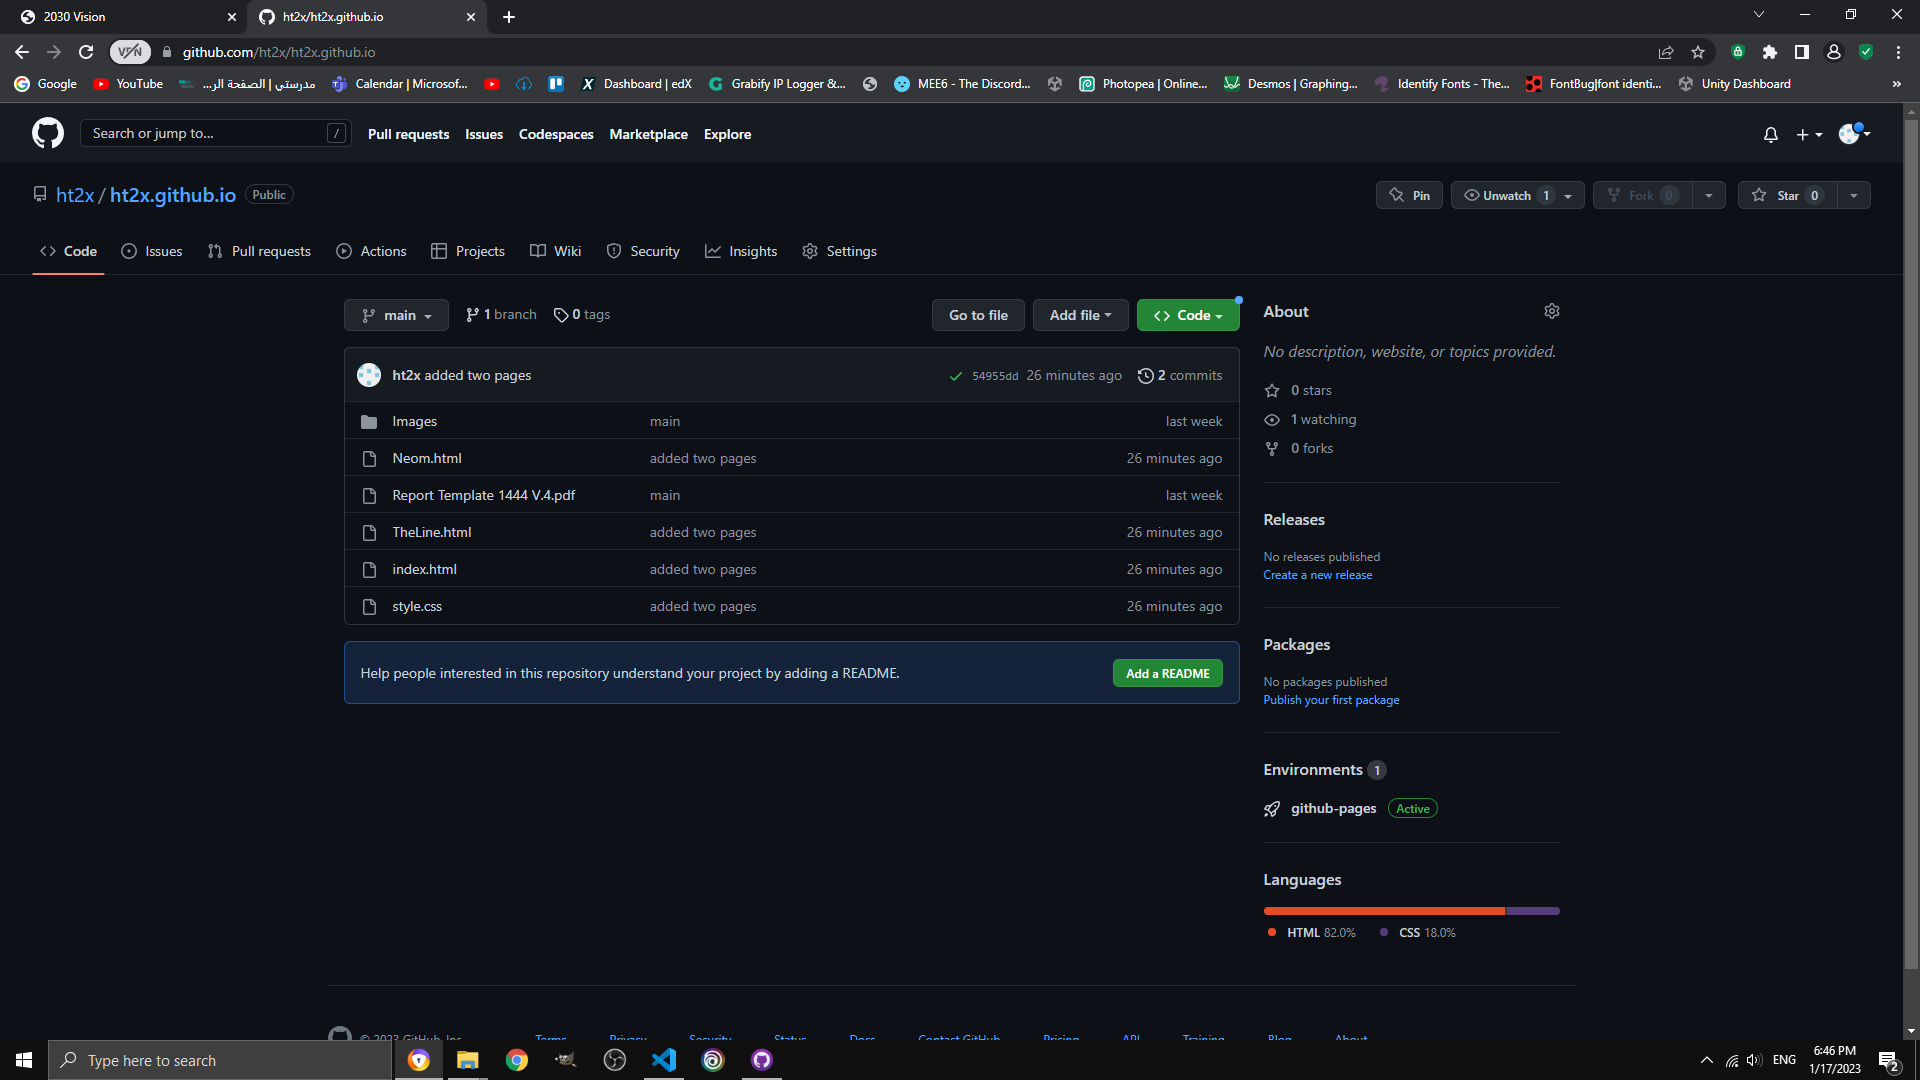 2030 Vision
ht2x/ht2x.github.io
VPN
github.com/ht2x/ht2x.github.io
Google YouTube مدرستي | الصفحة الر... Calendar | Microsof... Dashboard | edX Grabify IP Logger &... MEE6 - The Discord... Photopea | Online... Desmos | Graphing... Identify Fonts - The... FontBug|font identi... Unity Dashboard »
Search or jump to... / Pull requests Issues Codespaces Marketplace Explore
ht2x / ht2x.github.io Public
Pin Unwatch 1 Fork 0 Star 0
Code Issues Pull requests Actions Projects Wiki Security Insights Settings
main 1 branch 0 tags Go to file Add file Code
ht2x added two pages 54955dd 26 minutes ago 2 commits
Images main last week
Neom.html added two pages 26 minutes ago
Report Template 1444 V.4.pdf main last week
TheLine.html added two pages 26 minutes ago
index.html added two pages 26 minutes ago
style.css added two pages 26 minutes ago
Help people interested in this repository understand your project by adding a README. Add a README
About
No description, website, or topics provided.
0 stars
1 watching
0 forks
Releases
No releases published
Create a new release
Packages
No packages published
Publish your first package
Environments 1
github-pages Active
Languages
HTML 82.0% CSS 18.0%
© 2023 GitHub, Inc. Terms Privacy Security Status Docs Contact GitHub Pricing API Training Blog About
Type here to search
ENG
6:46 PM
1/17/2023
2